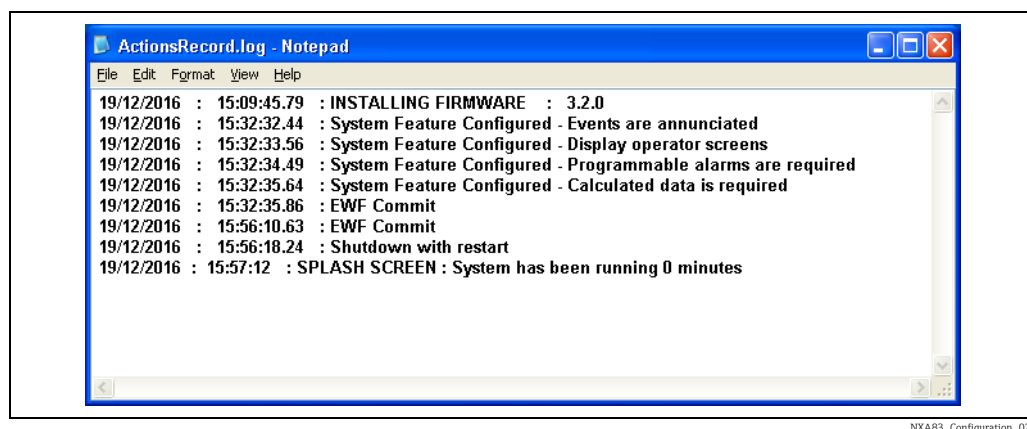 ActionsRecord.log - Notepad
File Edit Format View Help
19/12/2016 : 15:09:45.79 : INSTALLING FIRMWARE : 3.2.0
19/12/2016 : 15:32:32.44 : System Feature Configured - Events are annunciated
19/12/2016 : 15:32:33.56 : System Feature Configured - Display operator screens
19/12/2016 : 15:32:34.49 : System Feature Configured - Programmable alarms are required
19/12/2016 : 15:32:35.64 : System Feature Configured - Calculated data is required
19/12/2016 : 15:32:35.86 : EWF Commit
19/12/2016 : 15:56:10.63 : EWF Commit
19/12/2016 : 15:56:18.24 : Shutdown with restart
19/12/2016 : 15:57:12 : SPLASH SCREEN : System has been running 0 minutes